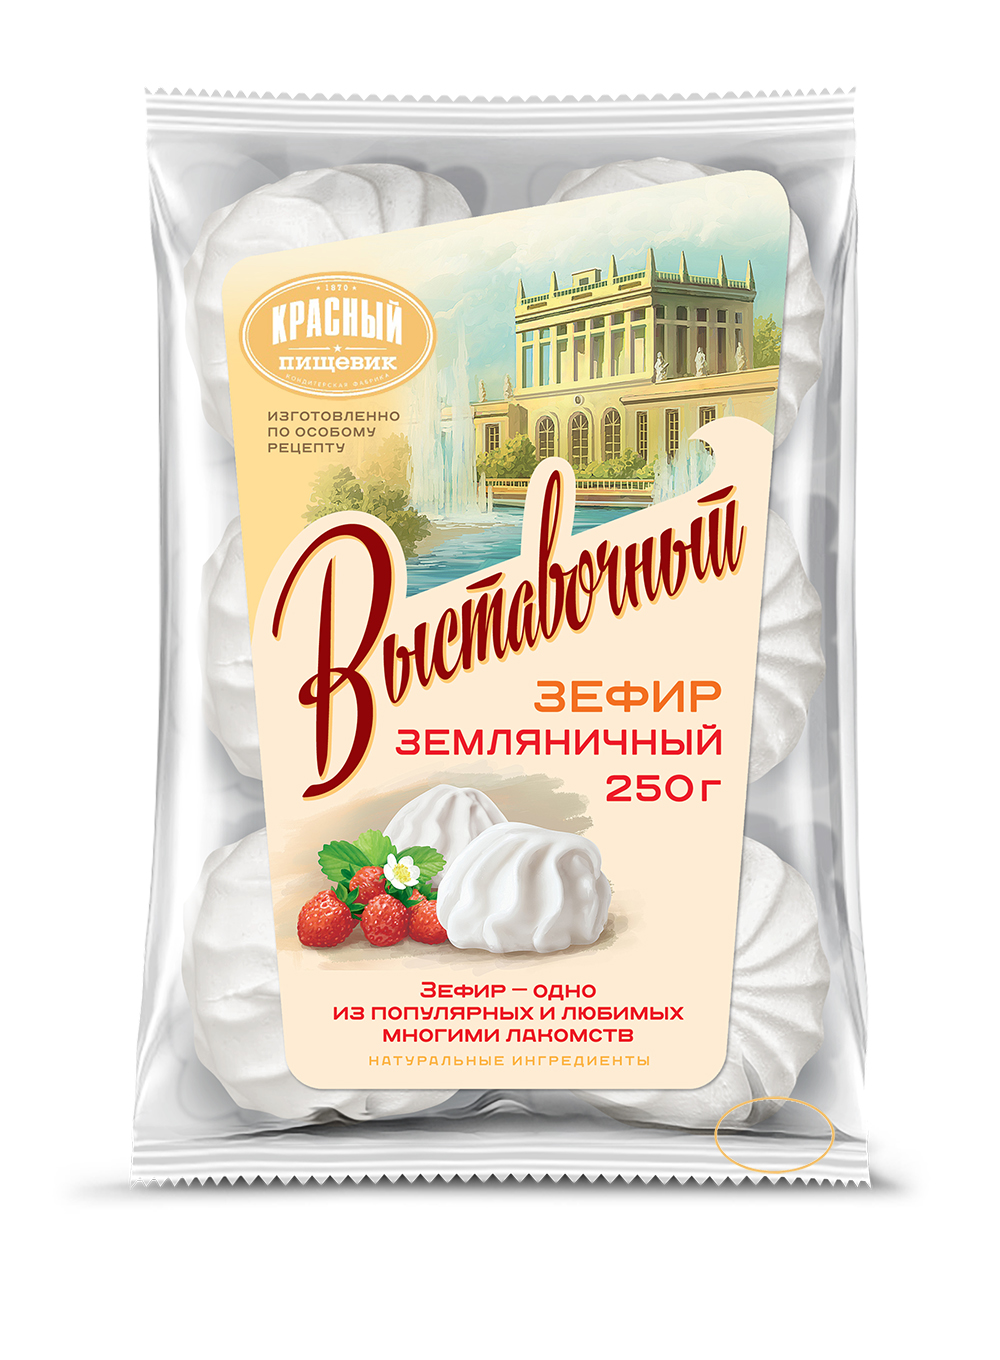 1870
КРАСНЫЙ
ПИЩЕВИК
КОНДИТЕРСКАЯ ФАБРИКА
ИЗГОТОВЛЕННО
ПО ОСОБОМУ
РЕЦЕПТУ
Выставочный
ЗЕФИР
ЗЕМЛЯНИЧНЫЙ
250 г
ЗЕФИР – ОДНО
ИЗ ПОПУЛЯРНЫХ И ЛЮБИМЫХ
МНОГИМИ ЛАКОМСТВ
НАТУРАЛЬНЫЕ ИНГРЕДИЕНТЫ